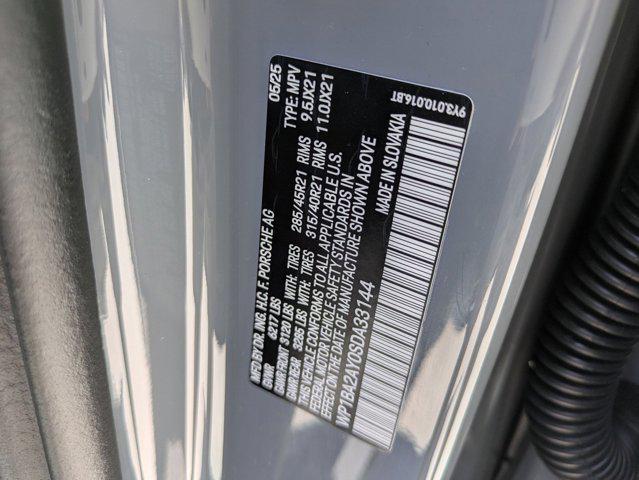 MFD BY DR. ING. H.C. F. PORSCHE AG 05/25
GVWR 6217 LBS TYPE: MPV
GAWR FRONT 3120 LBS WITH: TIRES 285/45R21 RIMS 9.5JX21
GAWR REAR 3285 LBS WITH: TIRES 315/40R21 RIMS 11.0JX21
THIS VEHICLE CONFORMS TO ALL APPLICABLE U.S.
FEDERAL MOTOR VEHICLE SAFETY STANDARDS IN
EFFECT ON THE DATE OF MANUFACTURE SHOWN ABOVE
WP1BA2AY0SDA33144 MADE IN SLOVAKIA
9Y3.010.016.BT